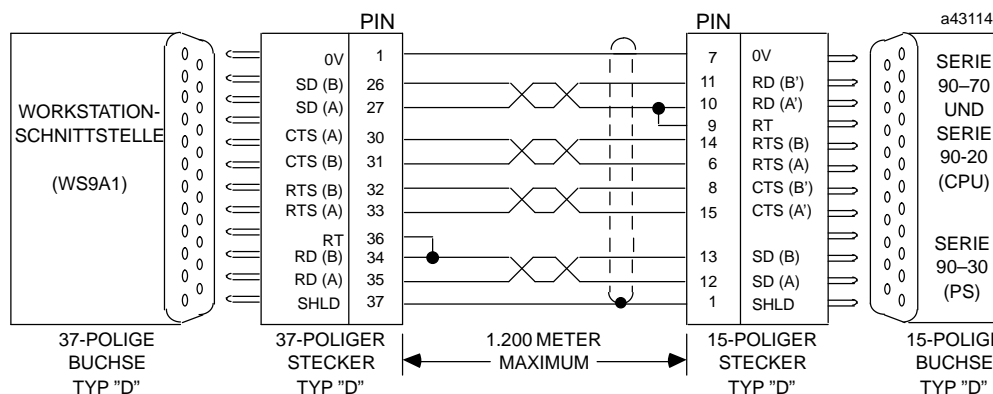 PIN PIN a43114
WORKSTATION-
SCHNITTSTELLE
(WS9A1)
0V 1 7 0V
SD (B) 26 11 RD (B')
SD (A) 27 10 RD (A')
9 RT
CTS (A) 30 14 RTS (B)
CTS (B) 31 6 RTS (A)
RTS (B) 32 8 CTS (B')
RTS (A) 33 15 CTS (A')
RT 36
RD (B) 34 13 SD (B)
RD (A) 35 12 SD (A)
SHLD 37 1 SHLD
SERIE
90–70
UND
SERIE
90-20
(CPU)
SERIE
90–30
(PS)
37-POLIGE
BUCHSE
TYP "D"
37-POLIGER
STECKER
TYP "D"
1.200 METER
MAXIMUM
15-POLIGER
STECKER
TYP "D"
15-POLIGE
BUCHSE
TYP "D"